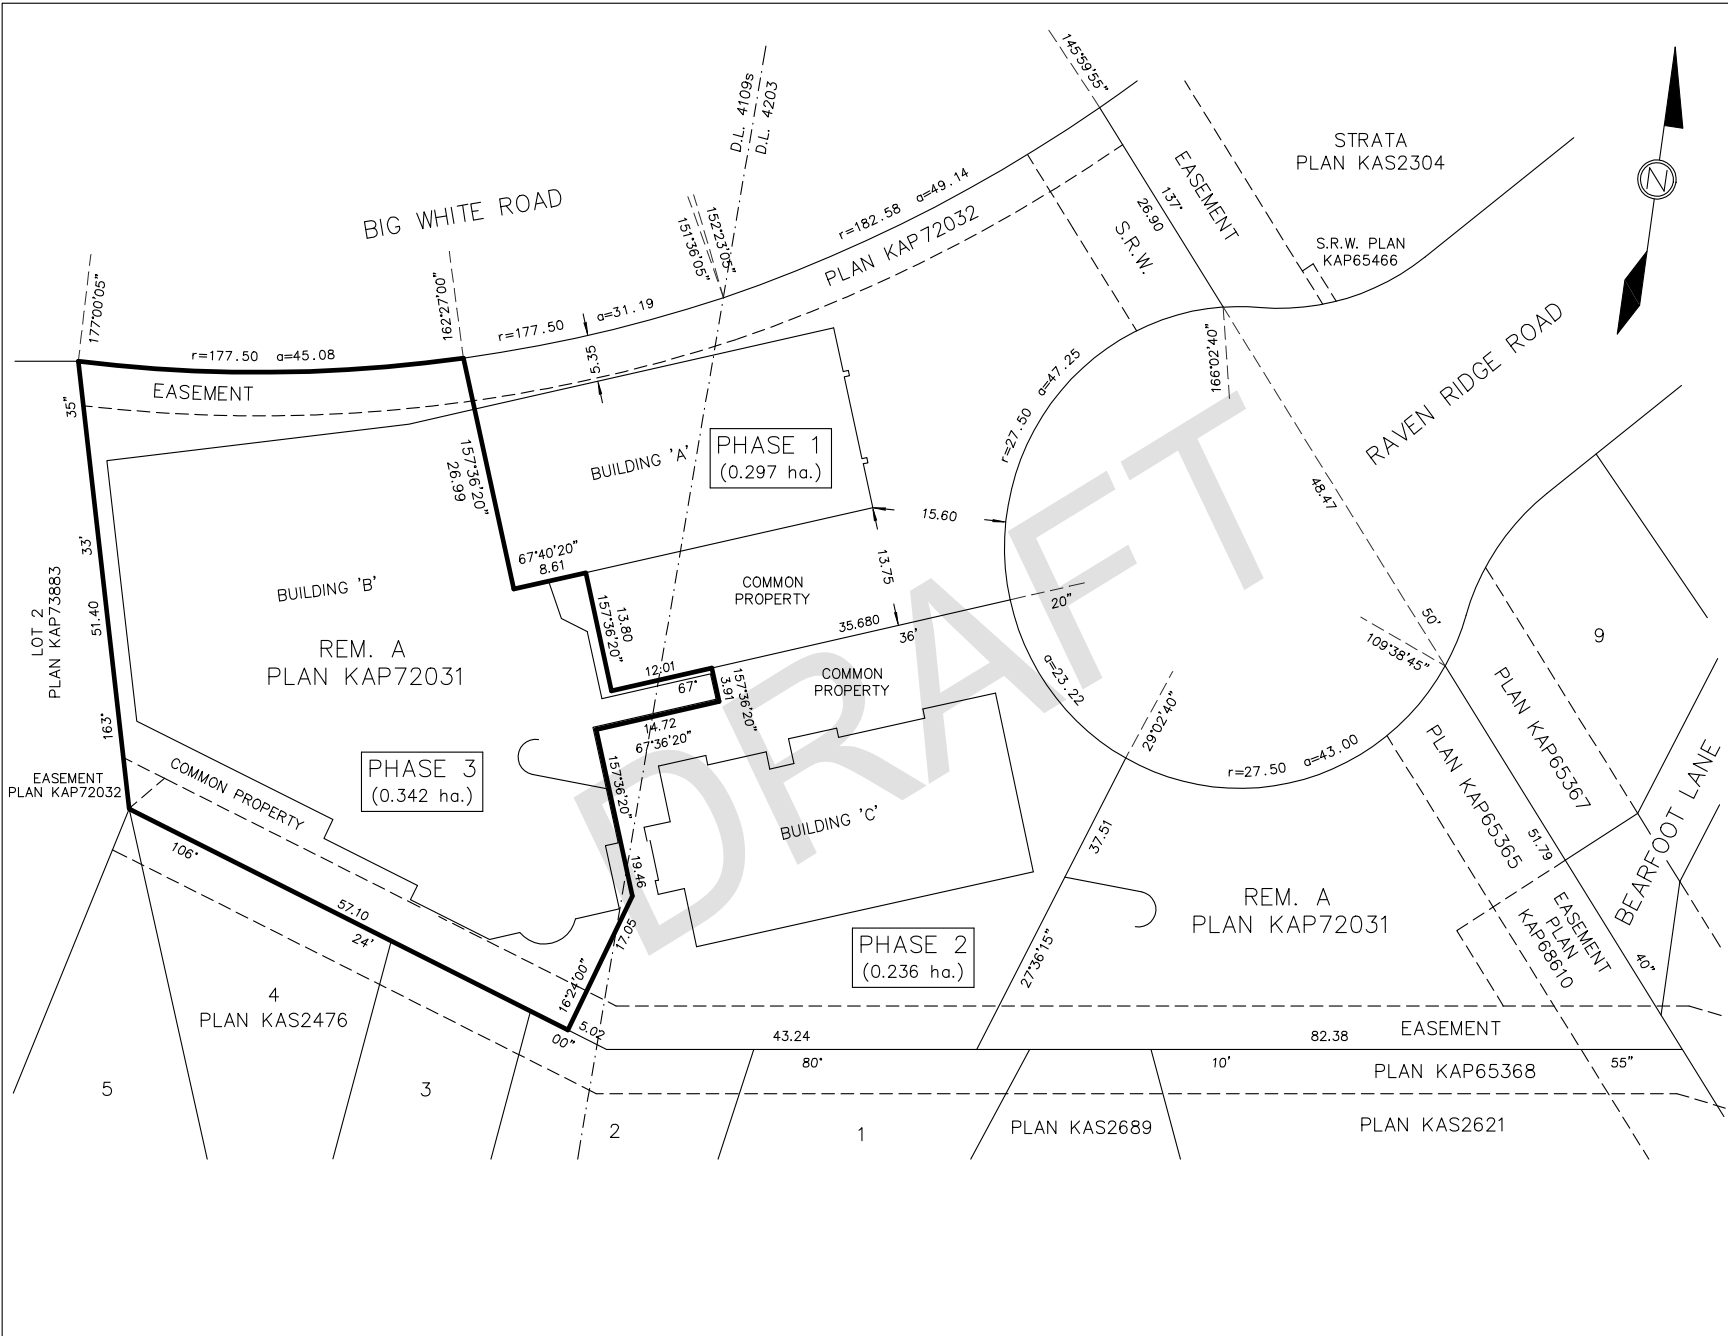 145°59'55"
D.L. 4109s
D.L. 4203
STRATA
PLAN KAS2304
EASEMENT
137°
26.90
S.R.W.
S.R.W. PLAN
KAP65466
N
BIG WHITE ROAD
r=182.58 a=49.14
PLAN KAP72032
152°23'05"
151°36'05"
177°00'05"
162°27'00"
r=177.50 a=31.19
5.35
r=177.50 a=45.08
EASEMENT
35"
166°02'40"
RAVEN RIDGE ROAD
r=27.50 a=47.25
PHASE 1
(0.297 ha.)
BUILDING 'A'
157°36'20"
26.99
48.47
15.60
13.75
67°40'20"
8.61
33'
BUILDING 'B'
COMMON
PROPERTY
13.80
157°36'20"
35.680
36'
20"
50'
109°38'45"
9
LOT 2
PLAN KAP73883
51.40
REM. A
PLAN KAP72031
12.01
67°
3.91
157°36'20"
COMMON
PROPERTY
a=23.22
163°
14.72
67°36'20"
29°02'40"
PLAN KAP65367
PLAN KAP65365
r=27.50 a=43.00
EASEMENT
PLAN KAP72032
COMMON PROPERTY
PHASE 3
(0.342 ha.)
157°36'20"
BUILDING 'C'
37.51
51.79
BEARFOOT LANE
106°
19.46
57.10
24'
17.05
REM. A
PLAN KAP72031
EASEMENT
PLAN
KAP68610
40"
PHASE 2
(0.236 ha.)
27°36'15"
16°24'00"
4
PLAN KAS2476
5.02
00"
43.24
82.38
EASEMENT
80°
10'
55"
PLAN KAP65368
5
3
2
1
PLAN KAS2689
PLAN KAS2621
DRAFT